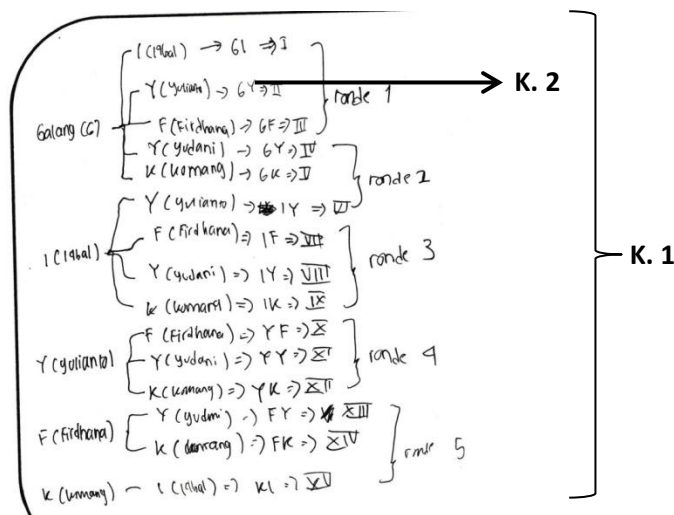 I (Iqbal) → GI ⇒ I
Y (Yulianto) → GY ⇒ II
K. 2
ronde 1
Galang (G)
F (Firdhana) → GF ⇒ III
Y (Yudani) → GY ⇒ IV
K (Komang) → GK ⇒ V
ronde 2
Y (Yulianto) → IY ⇒ VI
F (Firdhana) ⇒ IF ⇒ VII
I (Iqbal)
ronde 3
K. 1
Y (Yudani) ⇒ IY ⇒ VIII
K (Komang) ⇒ IK ⇒ IX
F (Firdhana) ⇒ YF ⇒ X
Y (Yulianto)
Y (Yudani) ⇒ YY ⇒ XI
ronde 4
K (Komang) ⇒ YK ⇒ XII
Y (Yudani) ⇒ FY ⇒ XIII
F (Firdhana)
K (Komang) ⇒ FK ⇒ XIV
ronde 5
K (Komang) – I (Iqbal) ⇒ KI ⇒ XV